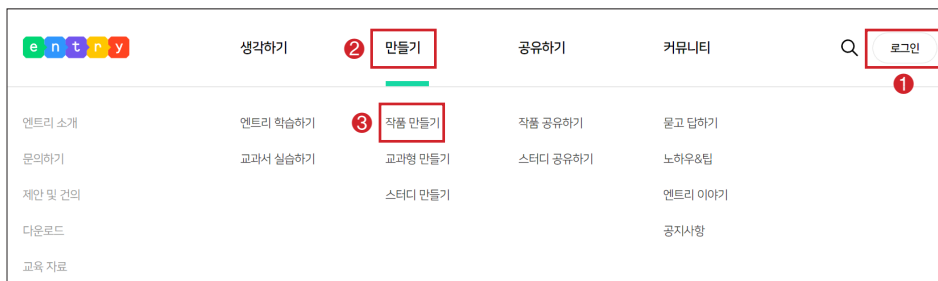 entry 생각하기 ❷ 만들기 공유하기 커뮤니티 로그인
❶
엔트리 소개 엔트리 학습하기 ❸ 작품 만들기 작품 공유하기 묻고 답하기
문의하기 교과서 실습하기 교과형 만들기 스터디 공유하기 노하우&팁
제안 및 건의 스터디 만들기 엔트리 이야기
다운로드 공지사항
교육 자료